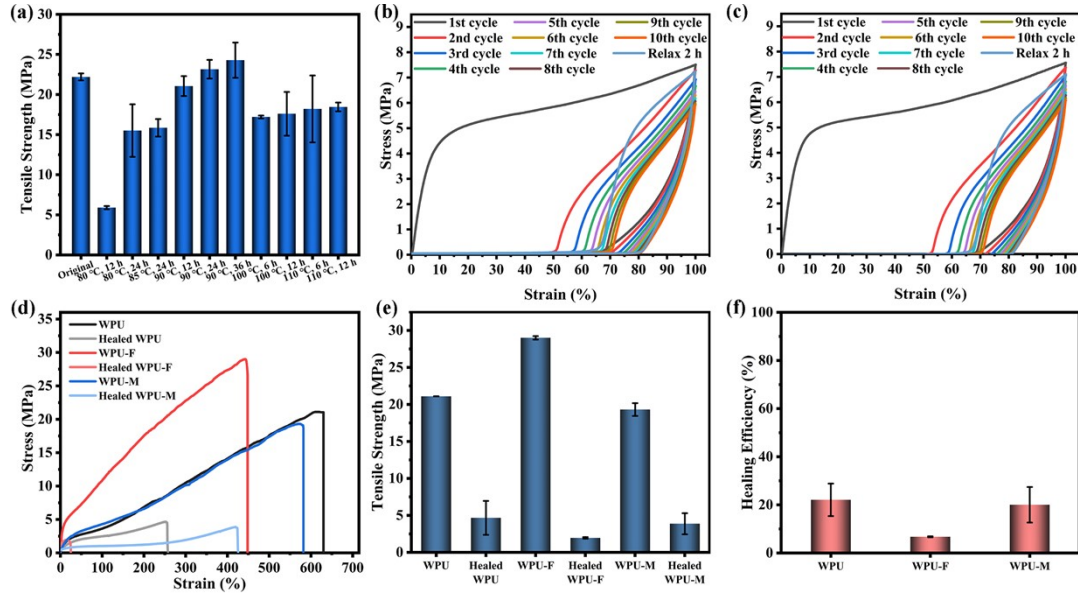 (a)
Tensile Strength (MPa)
35
30
25
20
15
10
5
0
Original
80 °C, 12 h
80 °C, 24 h
85 °C, 24 h
90 °C, 12 h
90 °C, 24 h
90 °C, 36 h
100 °C, 6 h
100 °C, 12 h
110 °C, 6 h
110 °C, 12 h
(b)
Stress (MPa)
10
9
8
7
6
5
4
3
2
1
0
1st cycle
2nd cycle
3rd cycle
4th cycle
5th cycle
6th cycle
7th cycle
8th cycle
9th cycle
10th cycle
Relax 2 h
0 10 20 30 40 50 60 70 80 90 100
Strain (%)
(c)
Stress (MPa)
10
9
8
7
6
5
4
3
2
1
0
1st cycle
2nd cycle
3rd cycle
4th cycle
5th cycle
6th cycle
7th cycle
8th cycle
9th cycle
10th cycle
Relax 2 h
0 10 20 30 40 50 60 70 80 90 100
Strain (%)
(d)
Stress (MPa)
35
30
25
20
15
10
5
0
WPU
Healed WPU
WPU-F
Healed WPU-F
WPU-M
Healed WPU-M
0 100 200 300 400 500 600 700
Strain (%)
(e)
Tensile Strength (MPa)
30
25
20
15
10
5
0
WPU
Healed
WPU
WPU-F
Healed
WPU-F
WPU-M
Healed
WPU-M
(f)
Healing Efficiency (%)
100
80
60
40
20
0
WPU
WPU-F
WPU-M